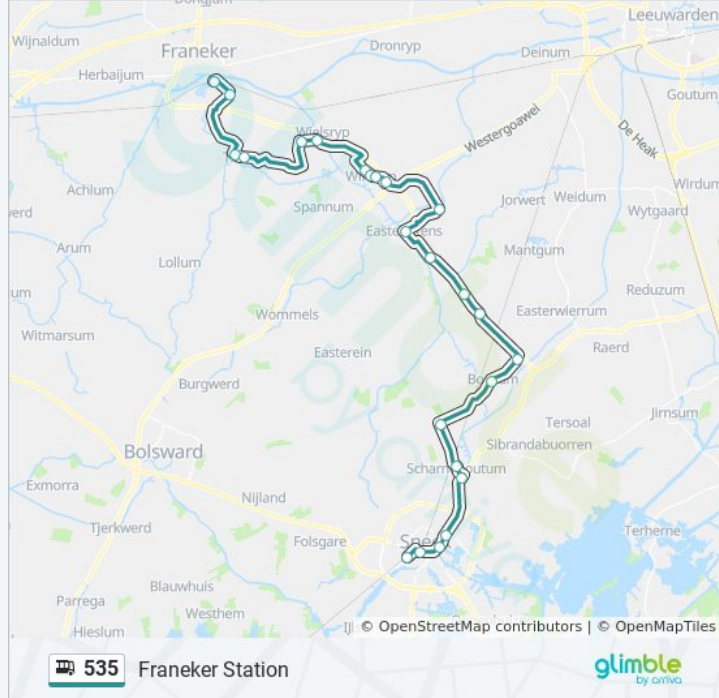 Dongjum
Leeuwarden
Wijnaldum
Franeker
Dronryp
Deinum
Herbaijum
Goutum
Westergoawei
De Heak
Wielsryp
Wirdum
Achlum
Spannum
Jorwert
Weidum
Wytgaard
Arum
Mantgum
Lollum
Reduzum
Wommels
Easterwierrum
Witmarsum
Easterein
Raerd
Burgwerd
Jirnsum
Tersoal
Bolsward
Sibrandabuorren
Exmorra
Nijland
Tjerkwerd
Folsgare
Terherne
Blauwhuis
Parrega
Westhem
Hieslum
© OpenStreetMap contributors | © OpenMapTiles
535 Franeker Station
glimble
by arriva